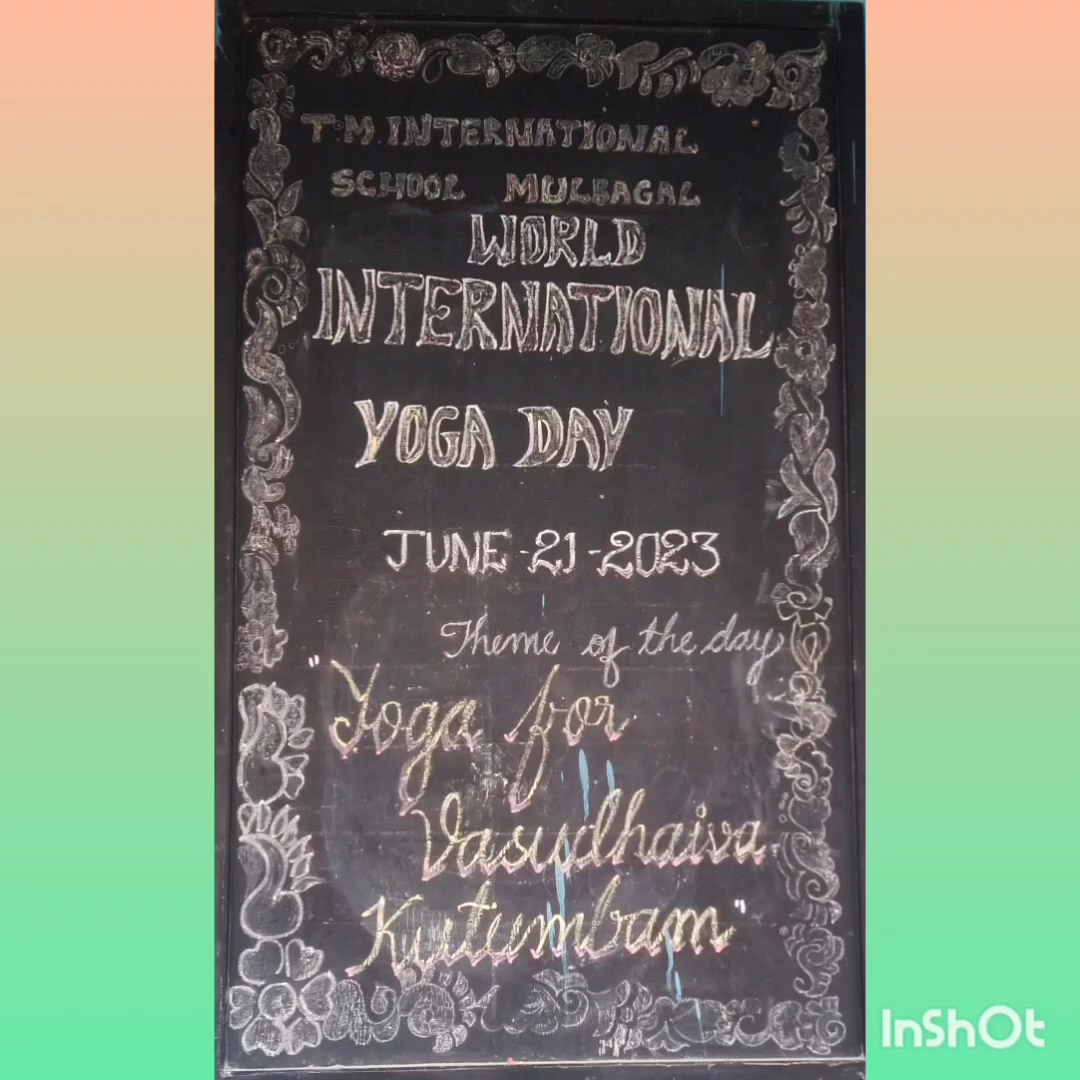 T.M. INTERNATIONAL
SCHOOL MULBAGAL
WORLD
INTERNATIONAL
YOGA DAY
JUNE-21-2023
Theme of the day
"Yoga for
Vasudhaiva
Kutumbam"
InShOt